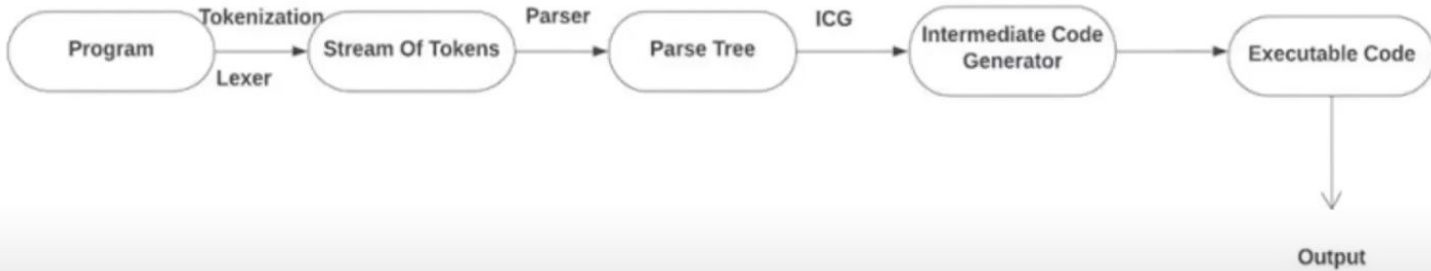 Tokenization
Parser
ICG
Program
Stream Of Tokens
Parse Tree
Intermediate Code
Generator
Executable Code
Lexer
Output